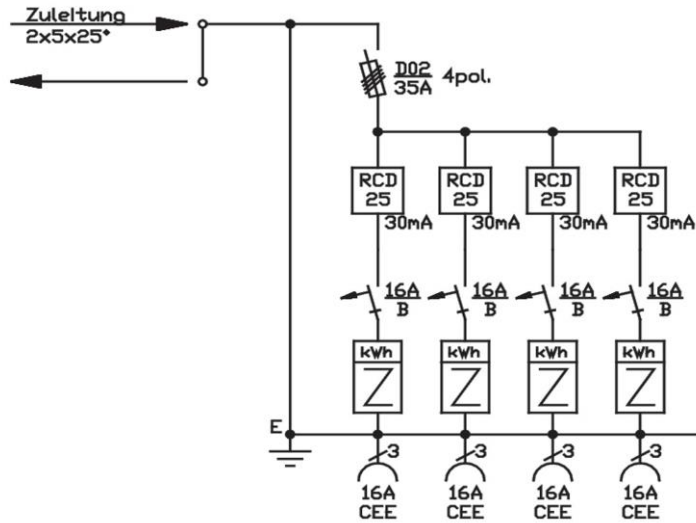 Zuleitung
2x5x25°
D02
35A 4pol.
RCD
25
30mA
RCD
25
30mA
RCD
25
30mA
RCD
25
30mA
16A
B
16A
B
16A
B
16A
B
kWh
Z
kWh
Z
kWh
Z
kWh
Z
E
3
3
3
3
16A
CEE
16A
CEE
16A
CEE
16A
CEE